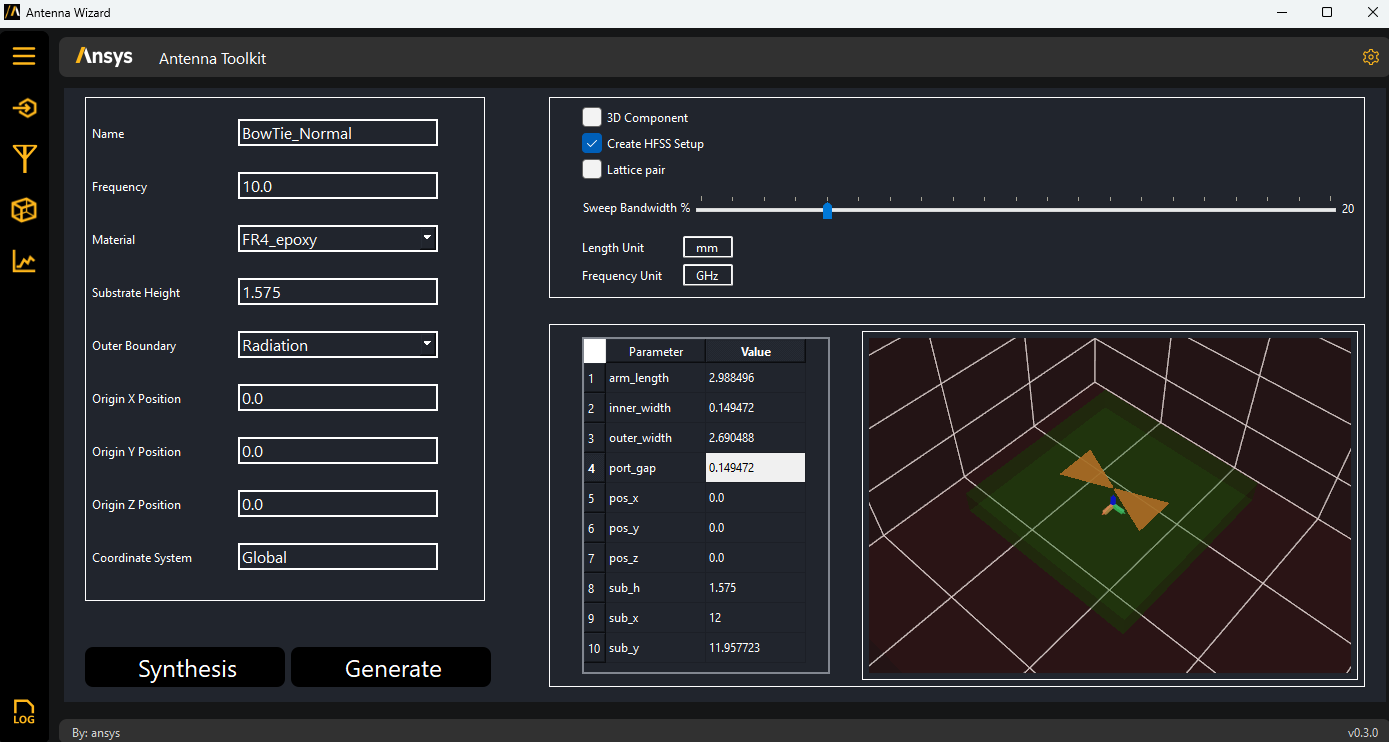 Antenna Wizard
Ansys Antenna Toolkit
Name BowTie_Normal
Frequency 10.0
Material FR4_epoxy
Substrate Height 1.575
Outer Boundary Radiation
Origin X Position 0.0
Origin Y Position 0.0
Origin Z Position 0.0
Coordinate System Global
Synthesis Generate
3D Component
Create HFSS Setup
Lattice pair
Sweep Bandwidth % 20
Length Unit mm
Frequency Unit GHz
Parameter Value
1 arm_length 2.988496
2 inner_width 0.149472
3 outer_width 2.690488
4 port_gap 0.149472
5 pos_x 0.0
6 pos_y 0.0
7 pos_z 0.0
8 sub_h 1.575
9 sub_x 12
10 sub_y 11.957723
LOG
By: ansys v0.3.0